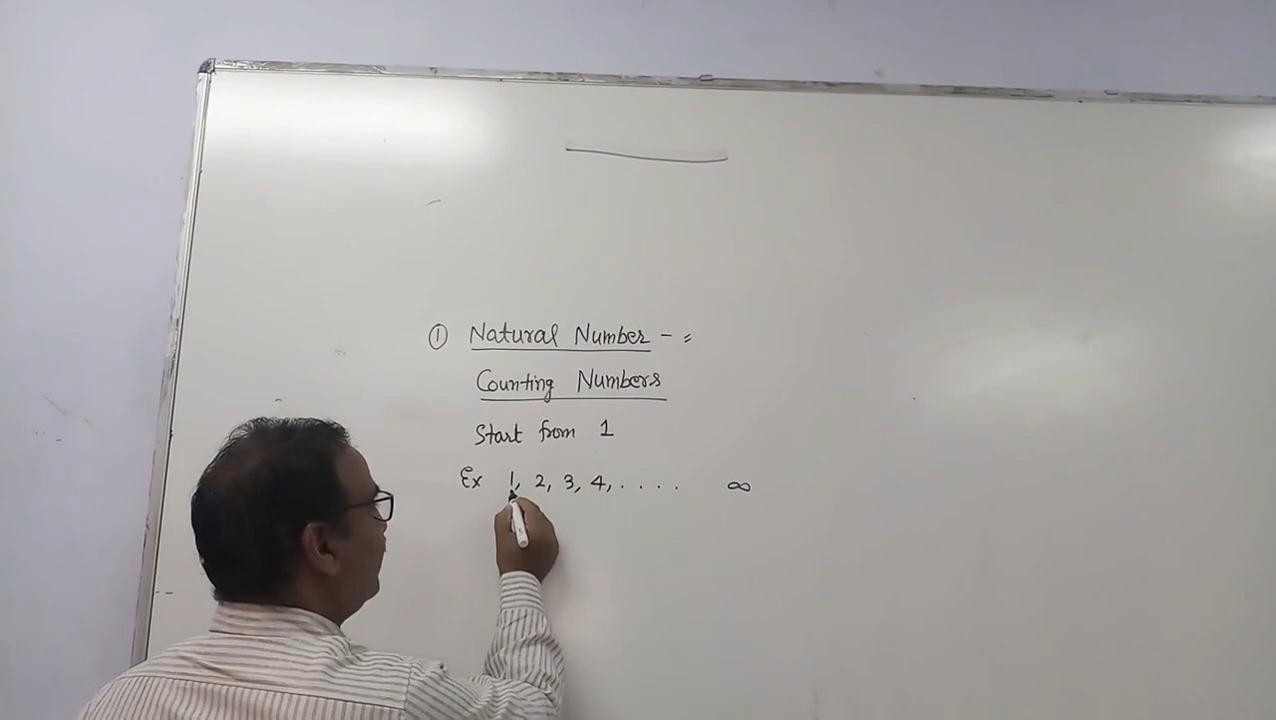 ① Natural Number - =
Counting Numbers
Start from 1
Ex 1, 2, 3, 4, . . . . ∞